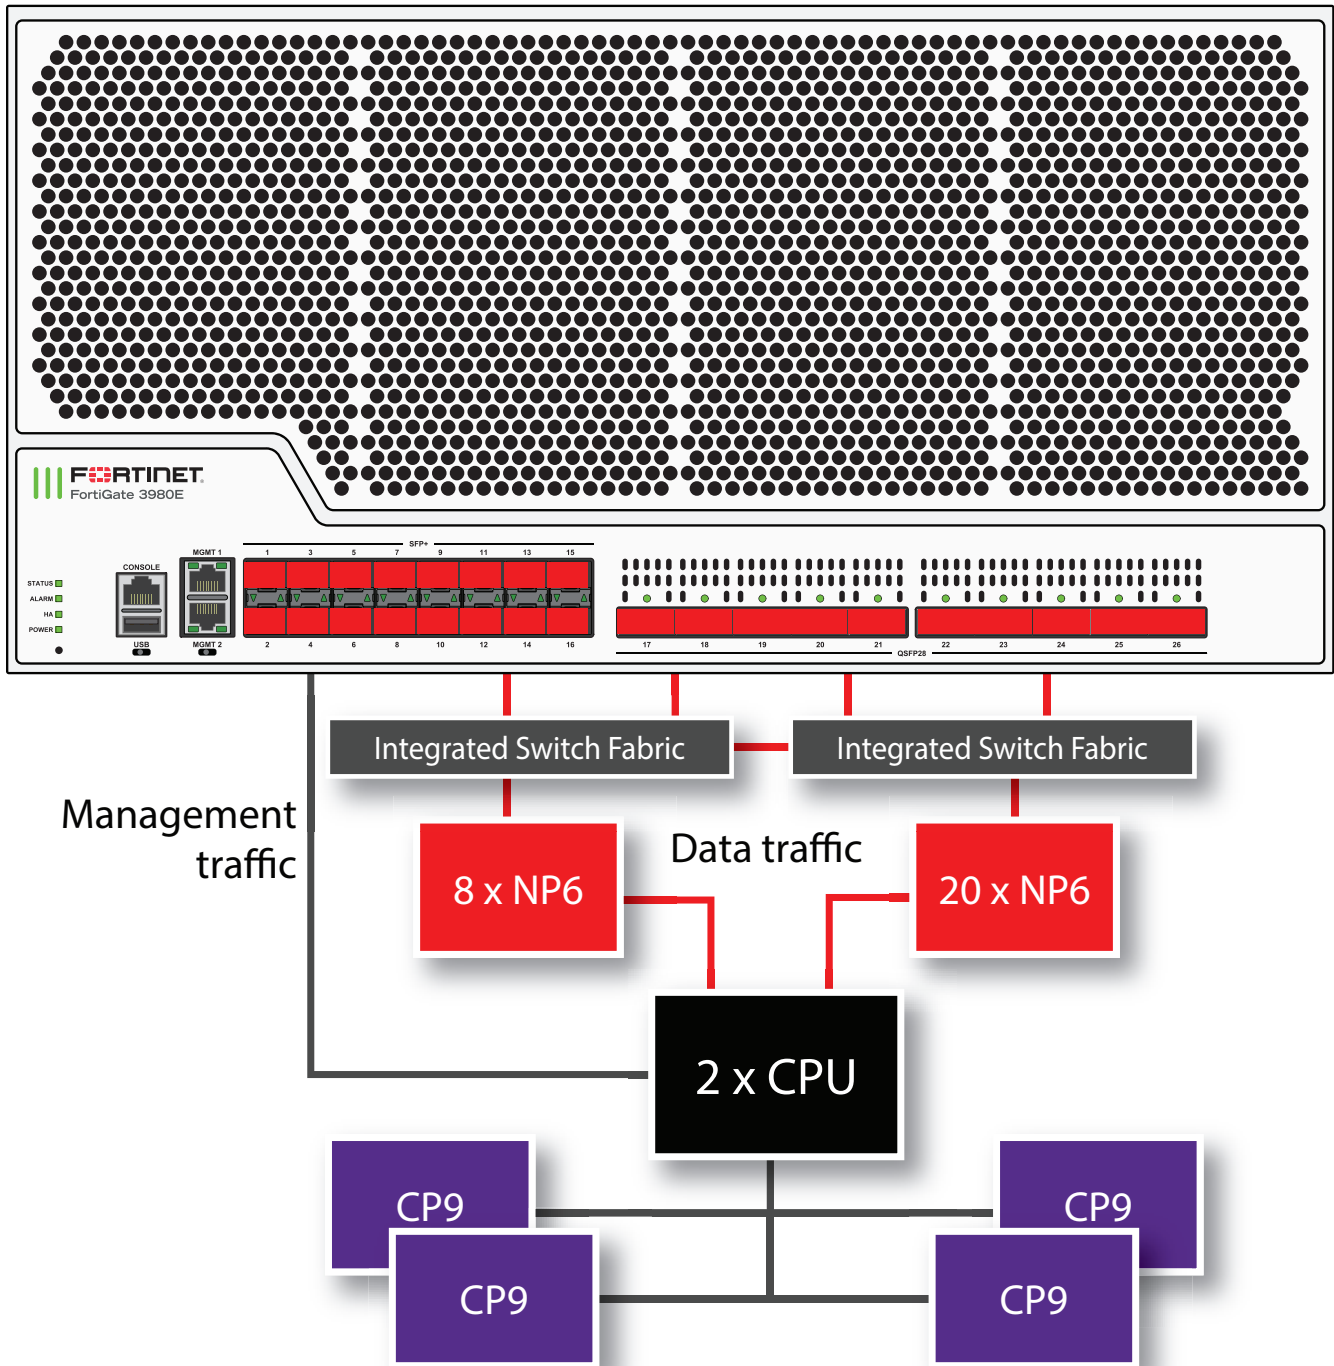 FORTINET
FortiGate 3980E
STATUS
ALARM
HA
POWER
CONSOLE
USB
MGMT 1
MGMT 2
SFP+
1 3 5 7 9 11 13 15
2 4 6 8 10 12 14 16
17 18 19 20 21 22 23 24 25 26
QSFP28
Integrated Switch Fabric
Integrated Switch Fabric
Management
traffic
Data traffic
8 x NP6
20 x NP6
2 x CPU
CP9
CP9
CP9
CP9